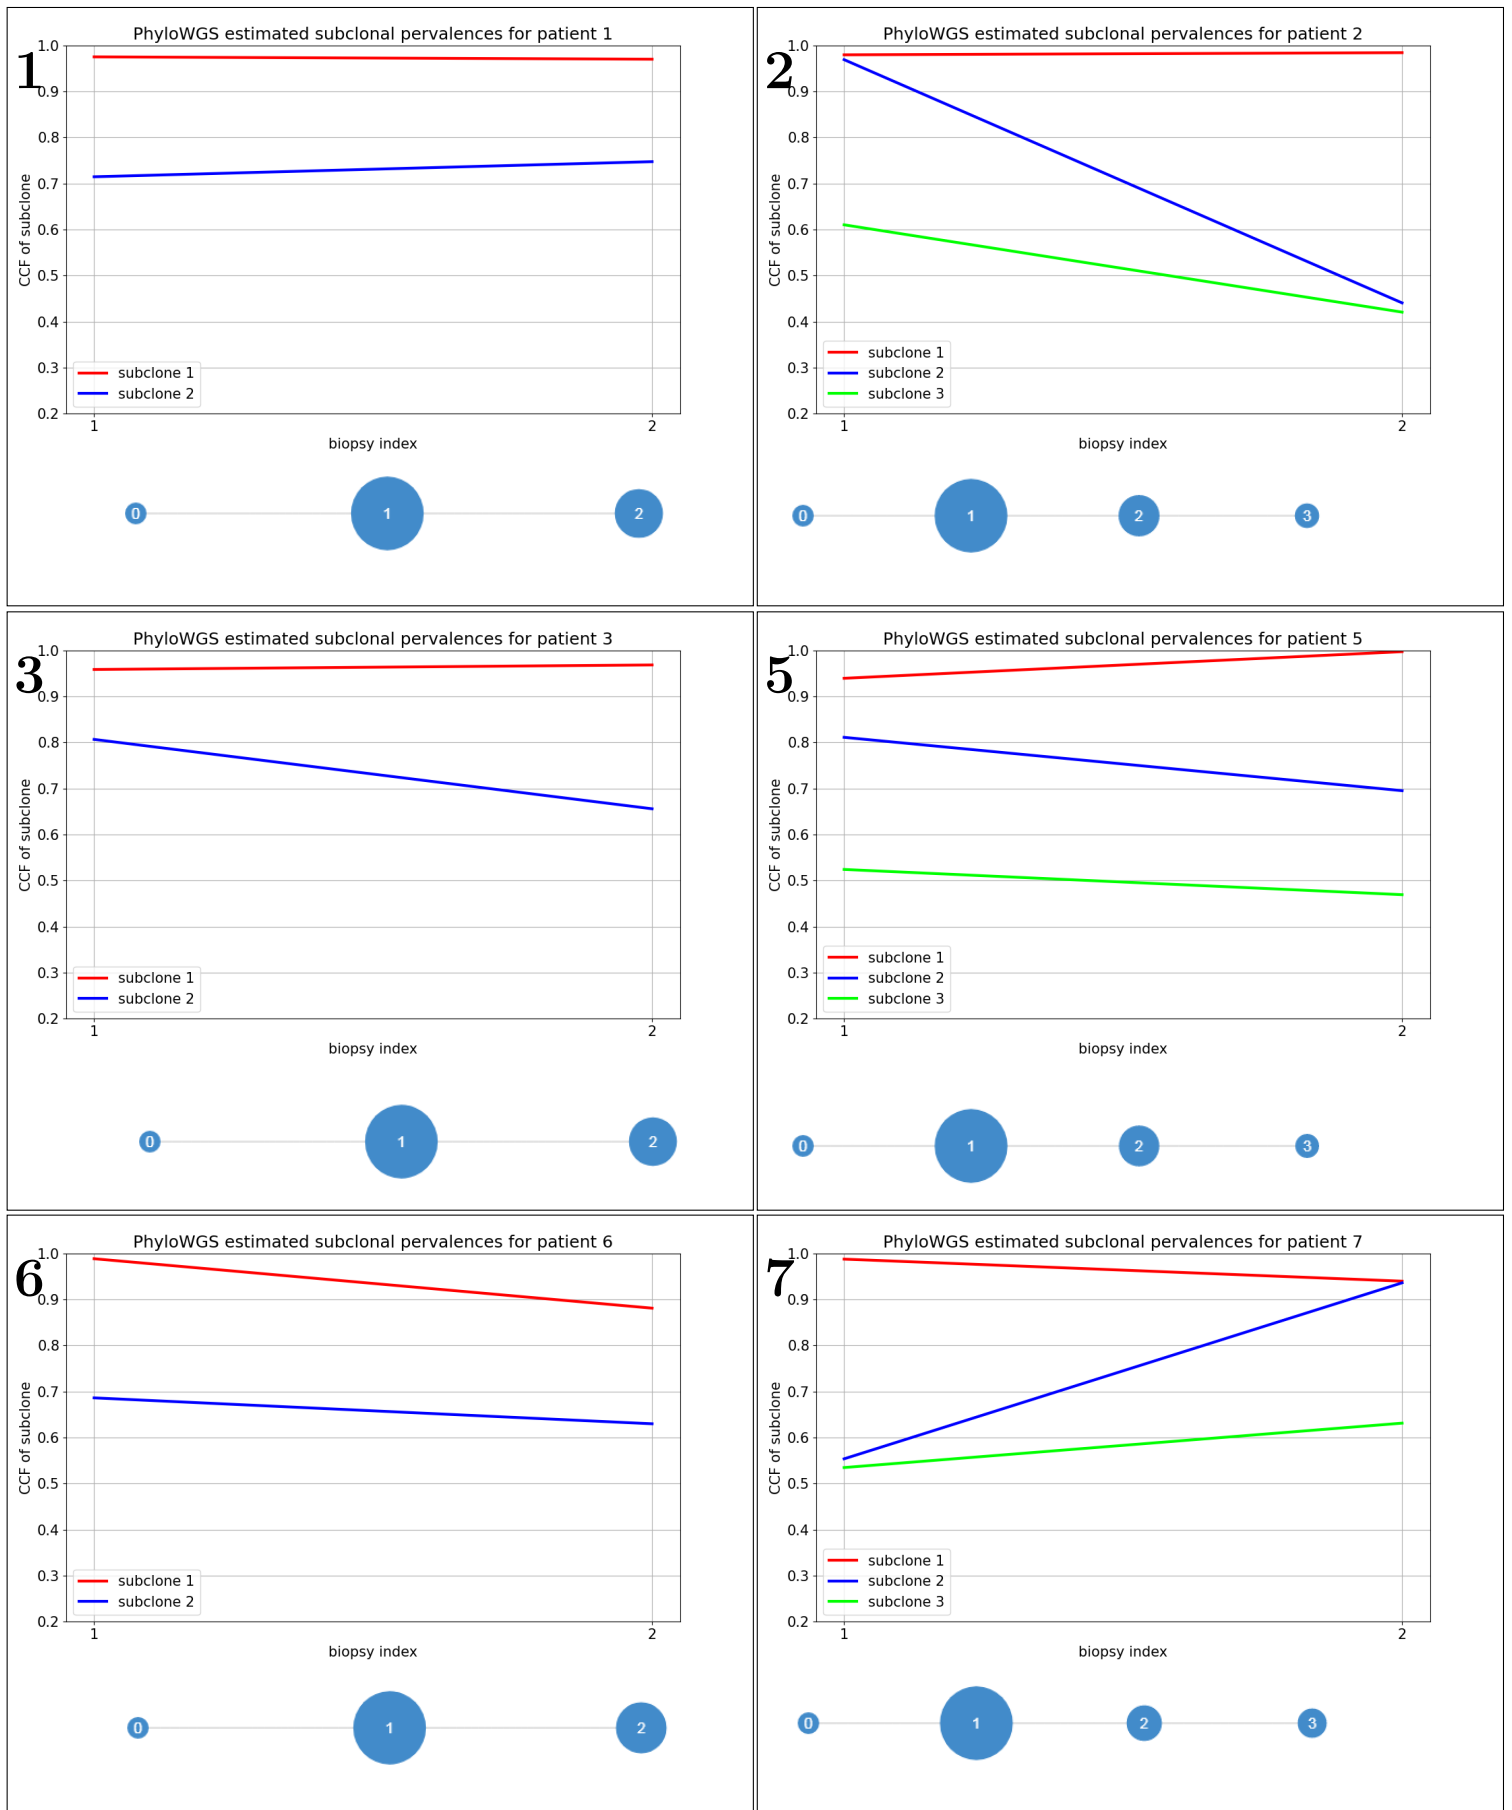 PhyloWGS estimated subclonal pervalences for patient 1
1
1.0
0.9
0.8
0.7
0.6
0.5
0.4
0.3
0.2
CCF of subclone
subclone 1
subclone 2
1 2
biopsy index
0 1 2
PhyloWGS estimated subclonal pervalences for patient 2
2
1.0
0.9
0.8
0.7
0.6
0.5
0.4
0.3
0.2
CCF of subclone
subclone 1
subclone 2
subclone 3
1 2
biopsy index
0 1 2 3
PhyloWGS estimated subclonal pervalences for patient 3
3
1.0
0.9
0.8
0.7
0.6
0.5
0.4
0.3
0.2
CCF of subclone
subclone 1
subclone 2
1 2
biopsy index
0 1 2
PhyloWGS estimated subclonal pervalences for patient 5
5
1.0
0.9
0.8
0.7
0.6
0.5
0.4
0.3
0.2
CCF of subclone
subclone 1
subclone 2
subclone 3
1 2
biopsy index
0 1 2 3
PhyloWGS estimated subclonal pervalences for patient 6
6
1.0
0.9
0.8
0.7
0.6
0.5
0.4
0.3
0.2
CCF of subclone
subclone 1
subclone 2
1 2
biopsy index
0 1 2
PhyloWGS estimated subclonal pervalences for patient 7
7
1.0
0.9
0.8
0.7
0.6
0.5
0.4
0.3
0.2
CCF of subclone
subclone 1
subclone 2
subclone 3
1 2
biopsy index
0 1 2 3